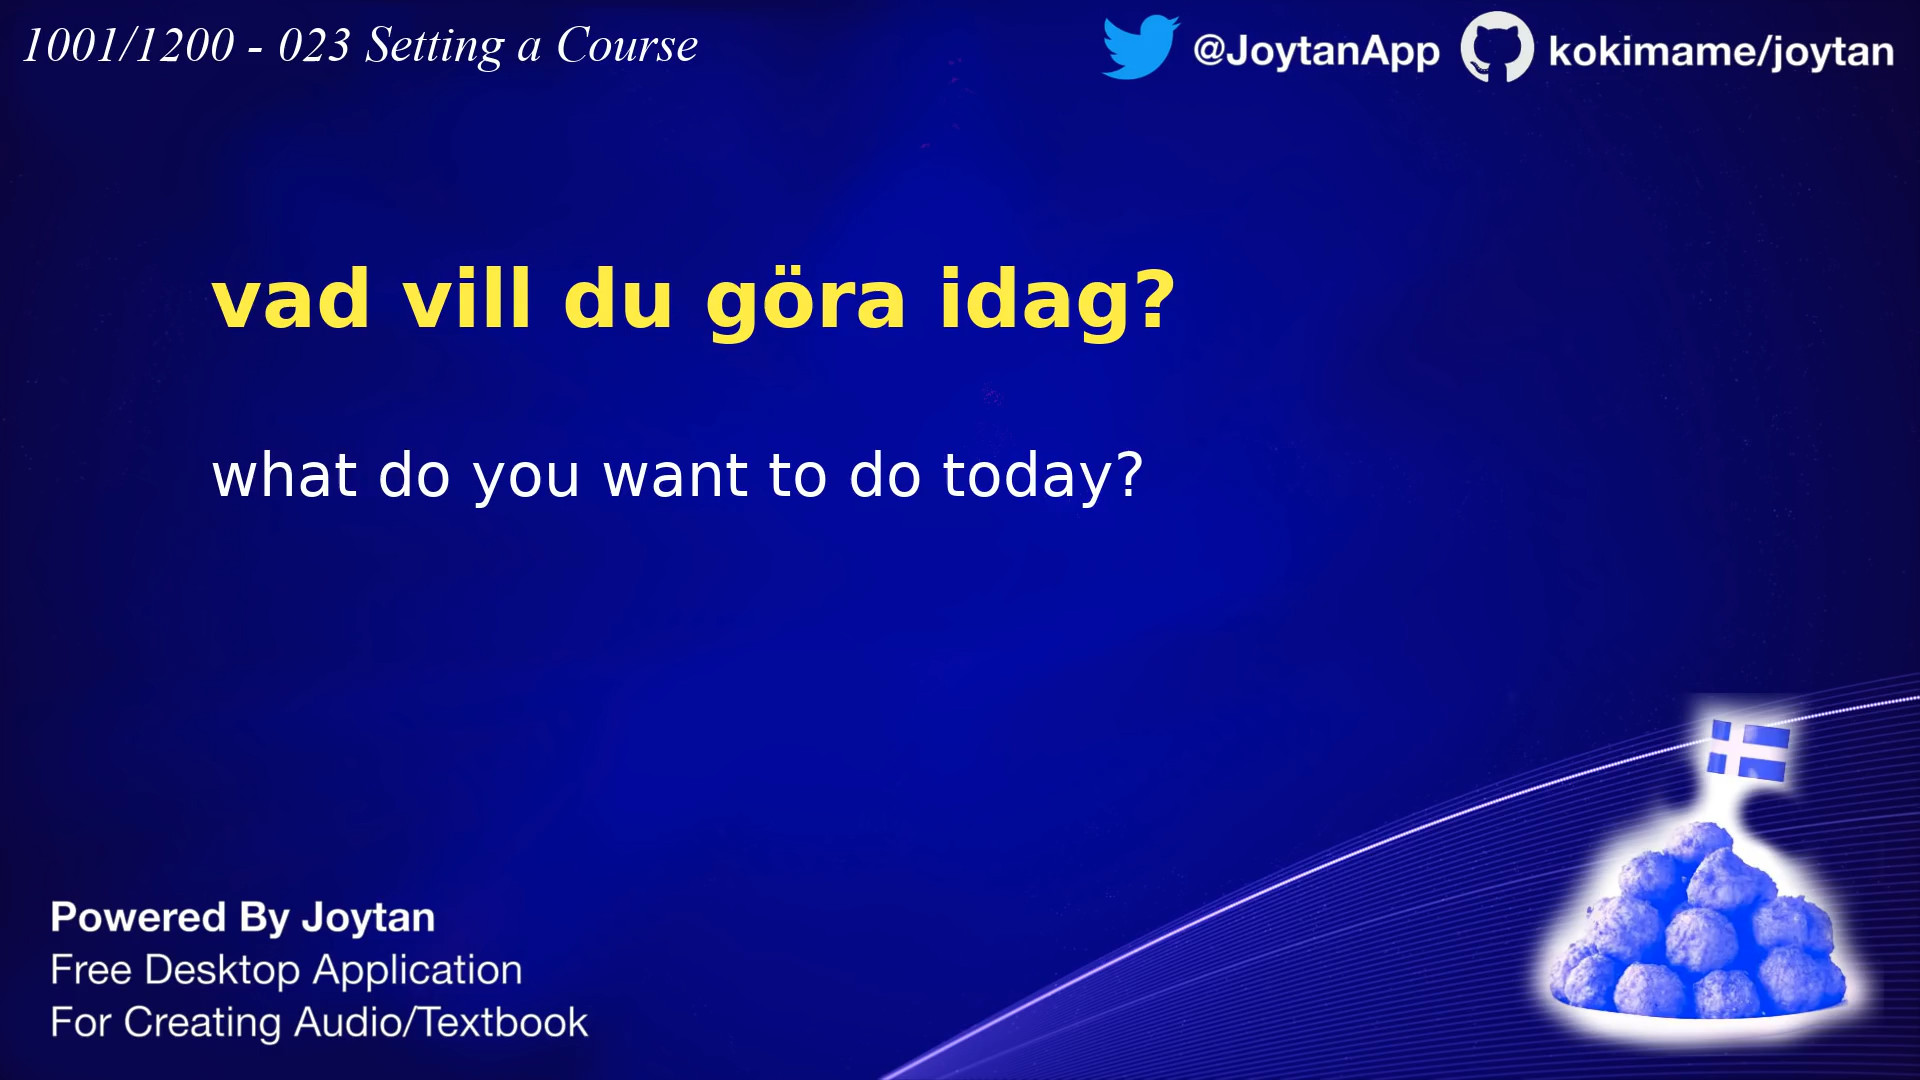 1001/1200 - 023 Setting a Course
@JoytanApp
kokimame/joytan
vad vill du göra idag?
what do you want to do today?
Powered By Joytan
Free Desktop Application
For Creating Audio/Textbook